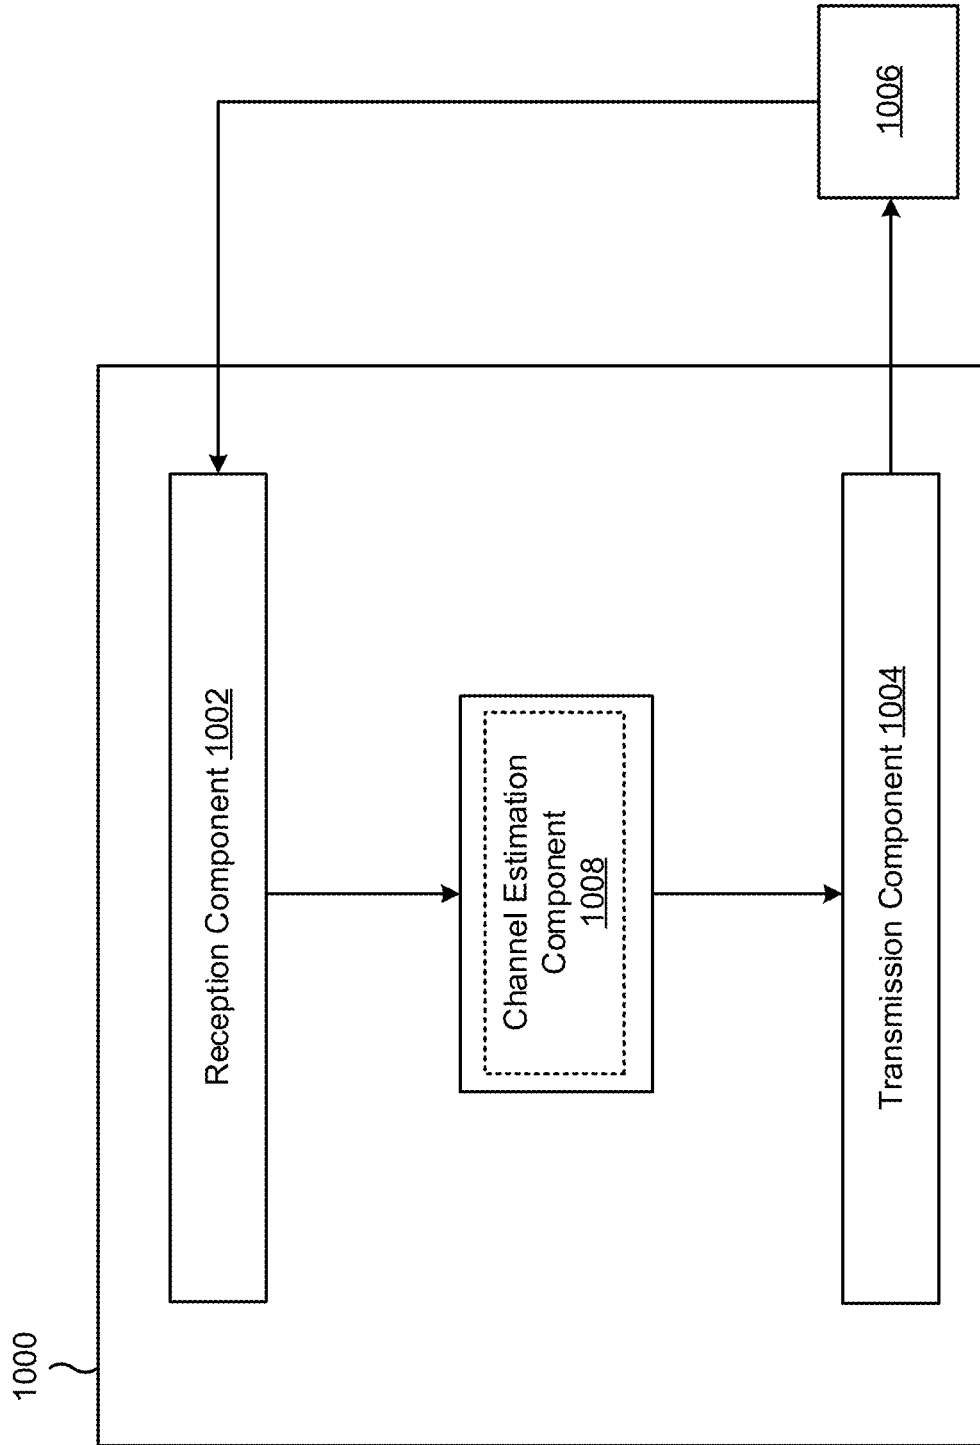 1000
Reception Component 1002
Channel Estimation
Component
1008
Transmission Component 1004
1006